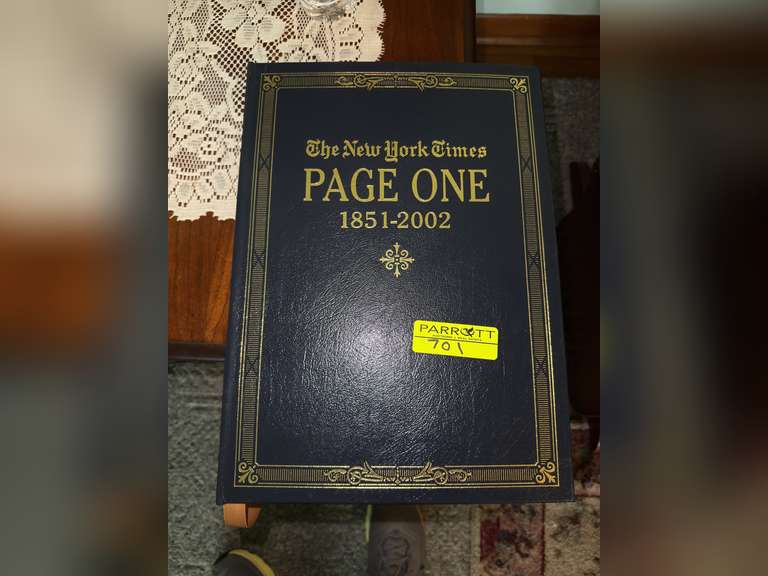 The New York Times
PAGE ONE
1851-2002
PARROTT
701